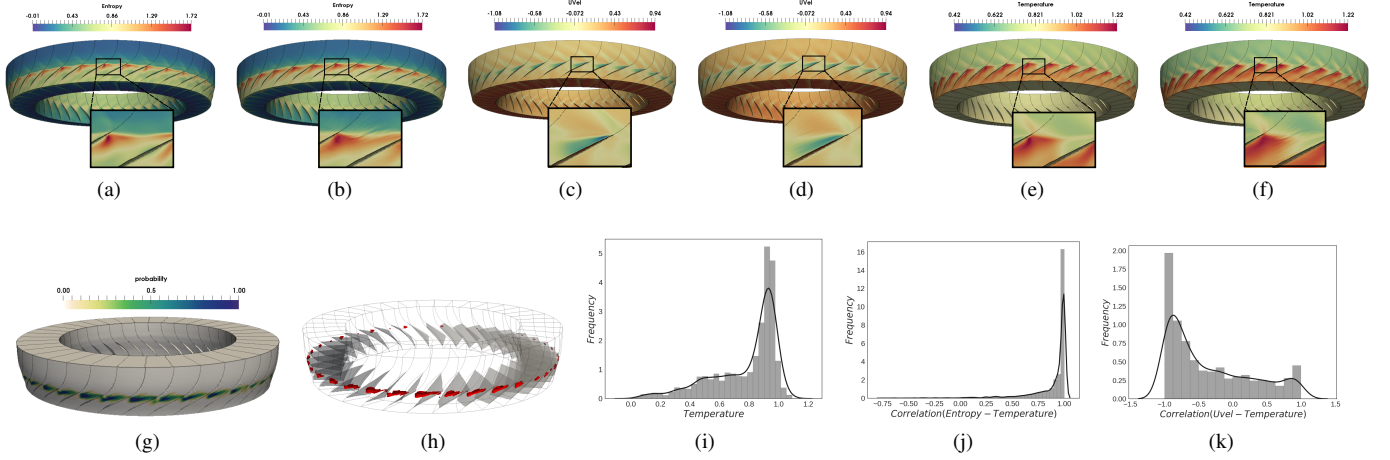 Entropy
-0.01 0.43 0.86 1.29 1.72
Entropy
-0.01 0.43 0.86 1.29 1.72
UVel
-1.08 -0.58 -0.072 0.43 0.94
UVel
-1.08 -0.58 -0.072 0.43 0.94
Temperature
0.42 0.62 0.821 1.02 1.22
Temperature
0.42 0.62 0.821 1.02 1.22
(a) (b) (c) (d) (e) (f)
probability
0.00 0.5 1.00
(g)
(h)
Frequency
5
4
3
2
1
0
0.0 0.2 0.4 0.6 0.8 1.0 1.2
Temperature
(i)
Frequency
16
14
12
10
8
6
4
2
0
-0.75 -0.50 -0.25 0.00 0.25 0.50 0.75 1.00
Correlation(Entropy − Temperature)
(j)
Frequency
2.00
1.75
1.50
1.25
1.00
0.75
0.50
0.25
0.00
-1.5 -1.0 -0.5 0.0 0.5 1.0 1.5
Correlation(Uvel − Temperature)
(k)